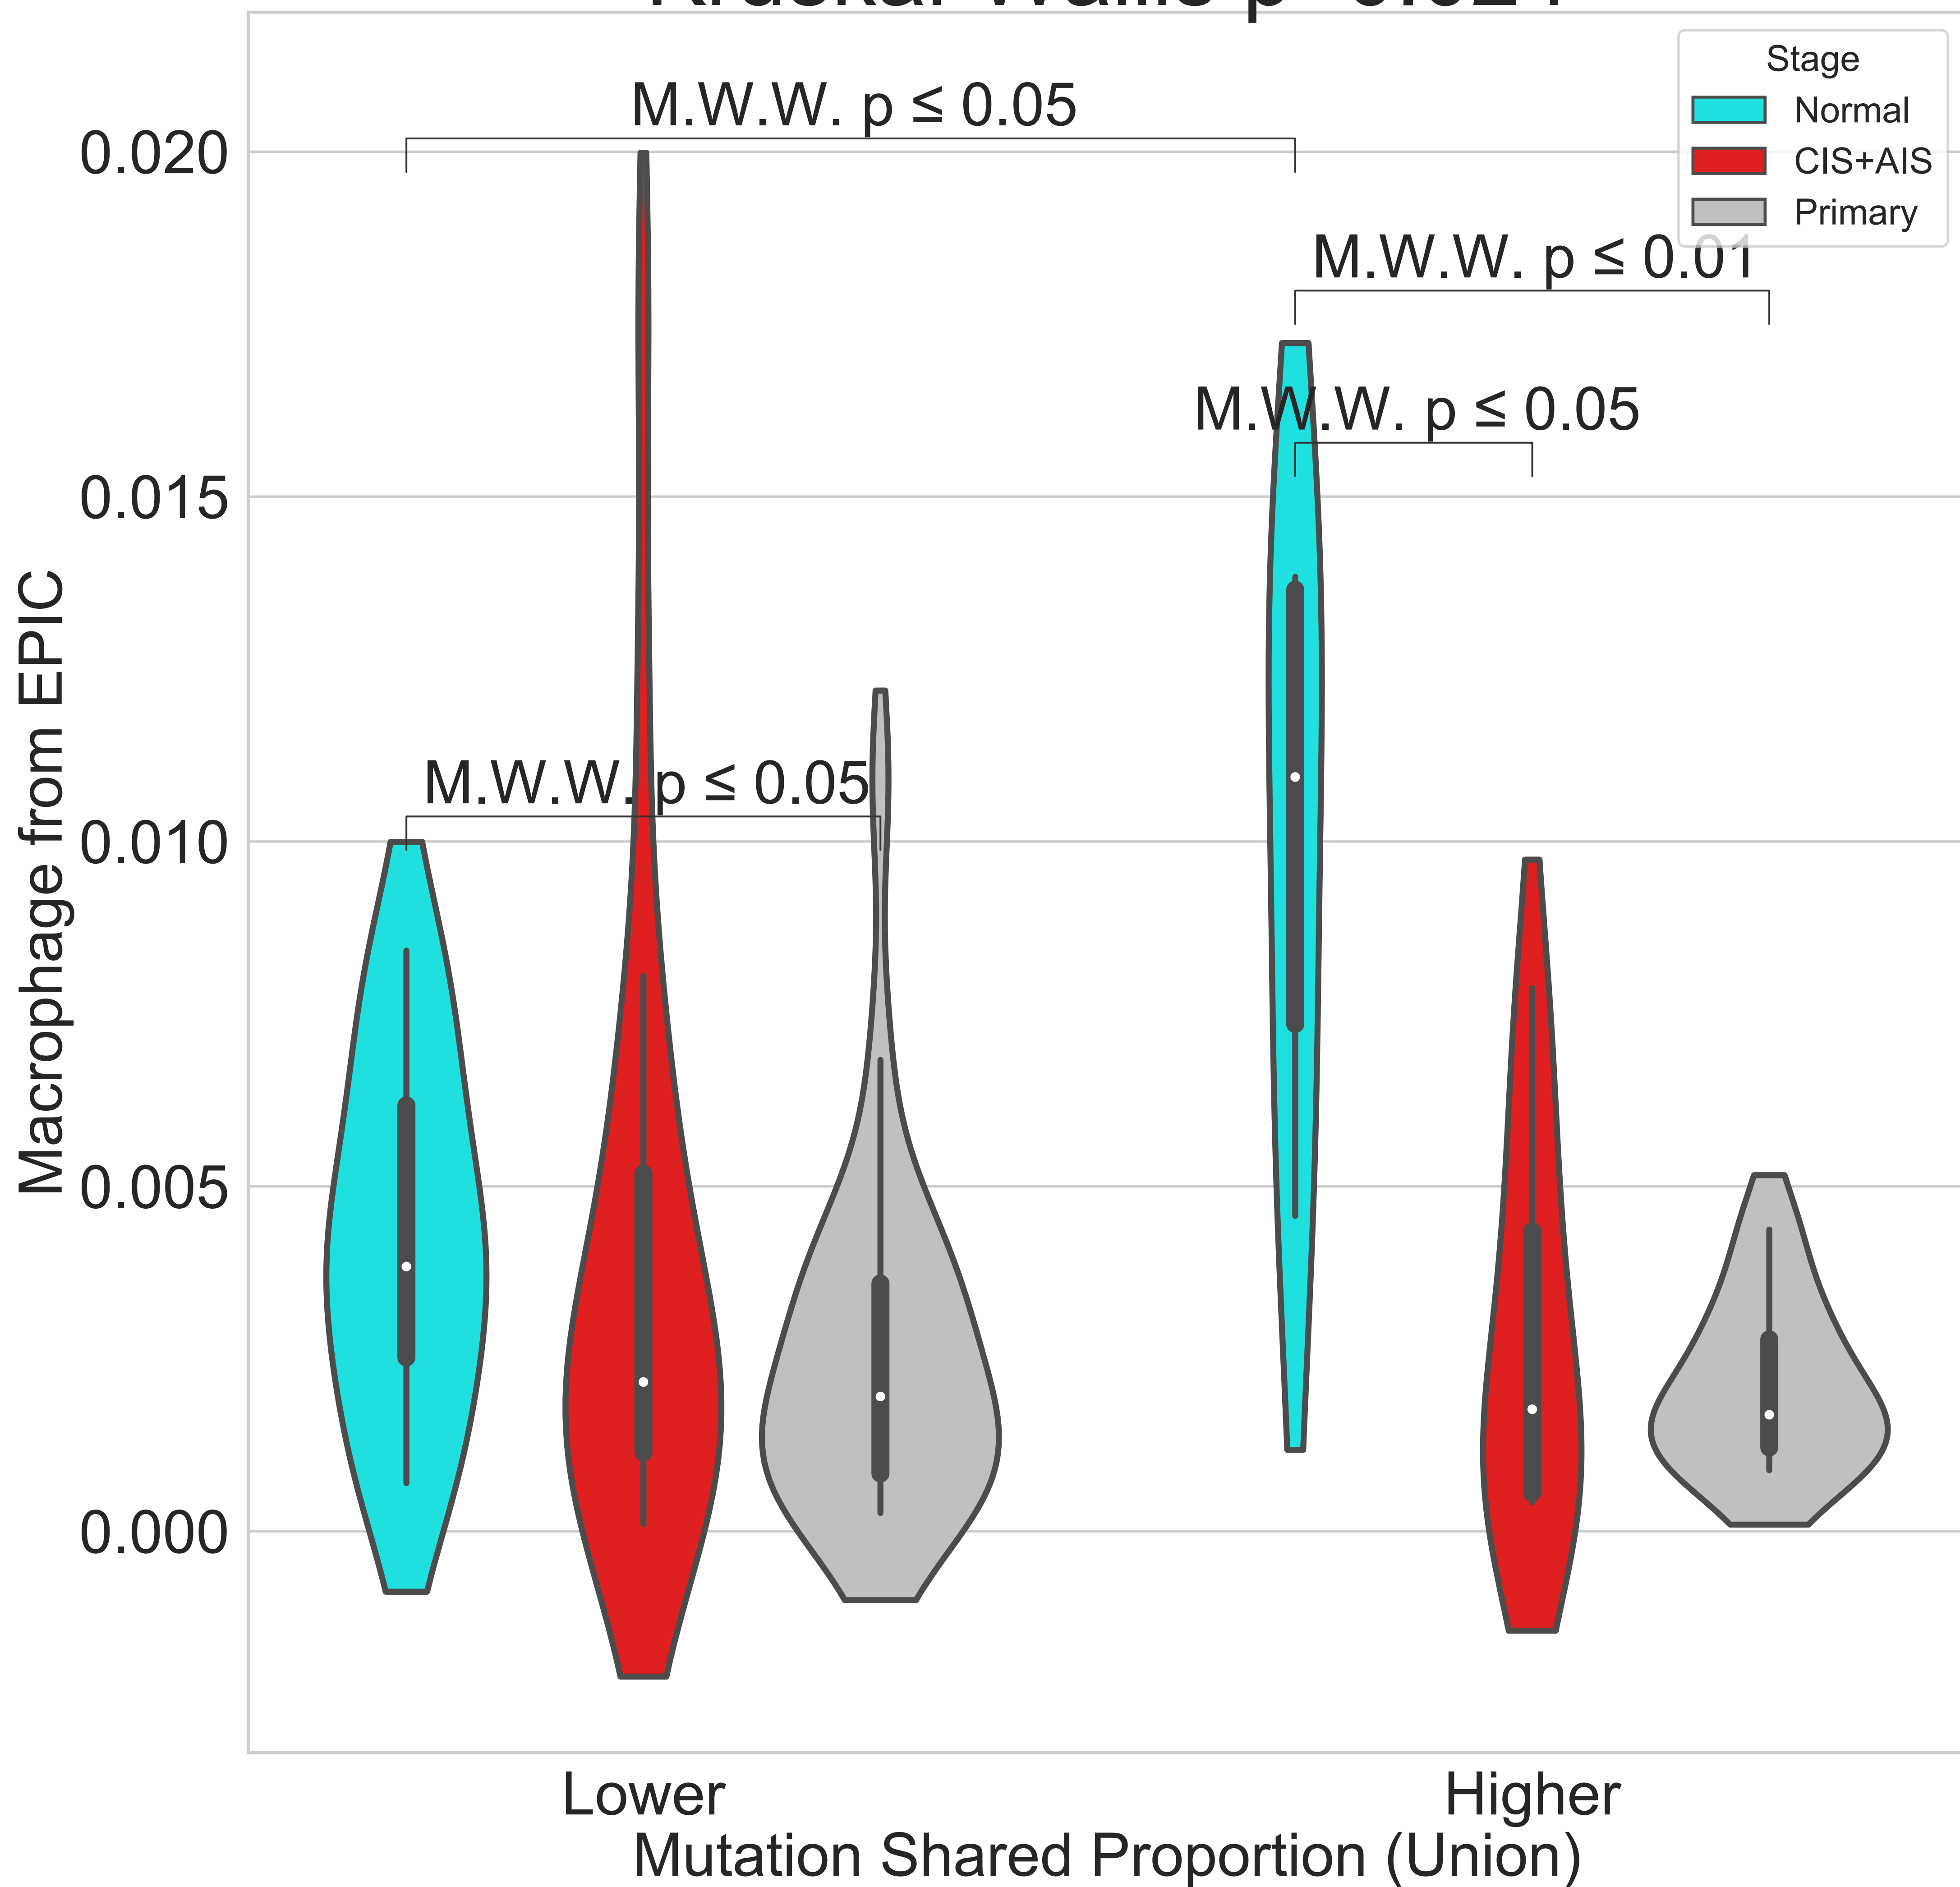 Stage
Normal
CIS+AIS
Primary
M.W.W. p ≤ 0.05
M.W.W. p ≤ 0.01
M.W.W. p ≤ 0.05
M.W.W. p ≤ 0.05
0.020
0.015
0.010
0.005
0.000
Macrophage from EPIC
Lower
Higher
Mutation Shared Proportion (Union)